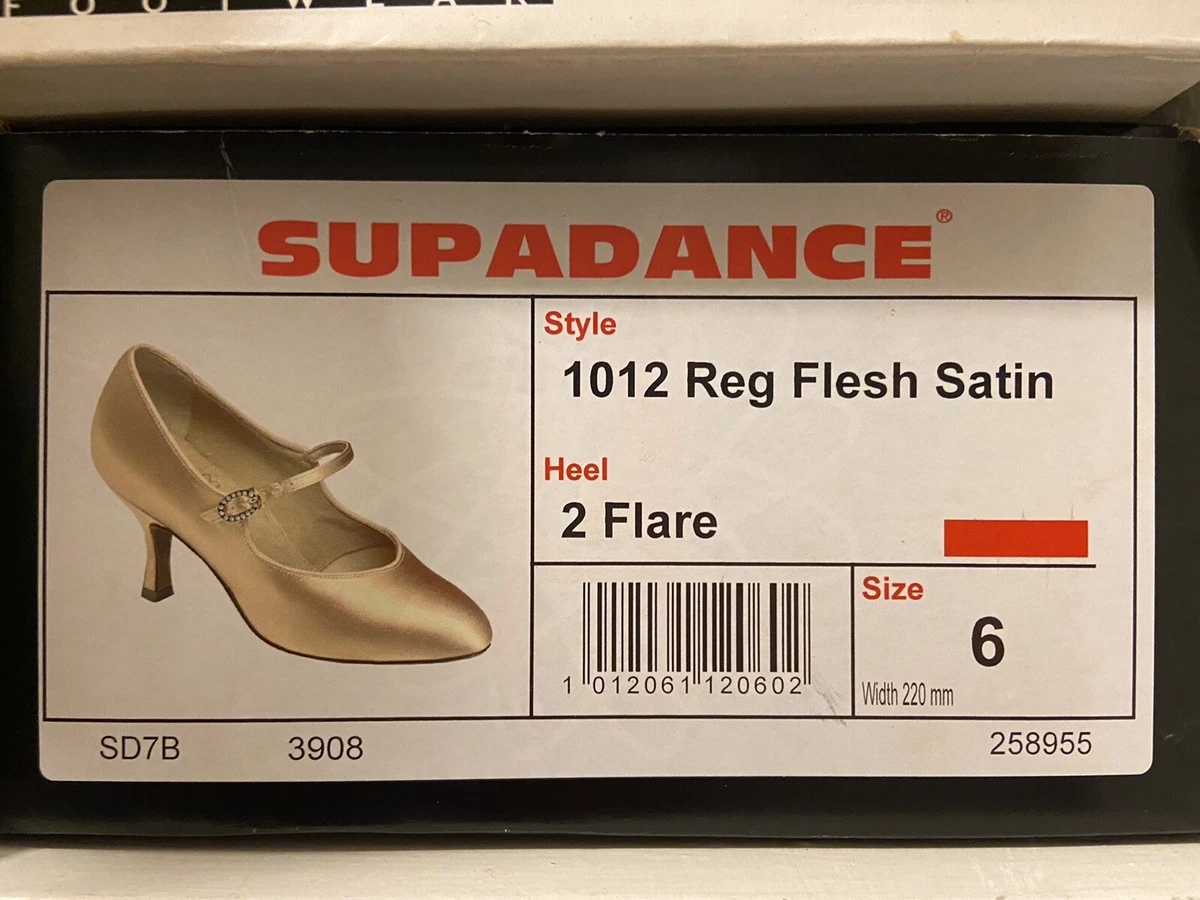 FOOTWEAR
SUPADANCE®
Style
1012 Reg Flesh Satin
Heel
2 Flare
Size
6
Width 220 mm
1 012061 120602
SD7B 3908 258955